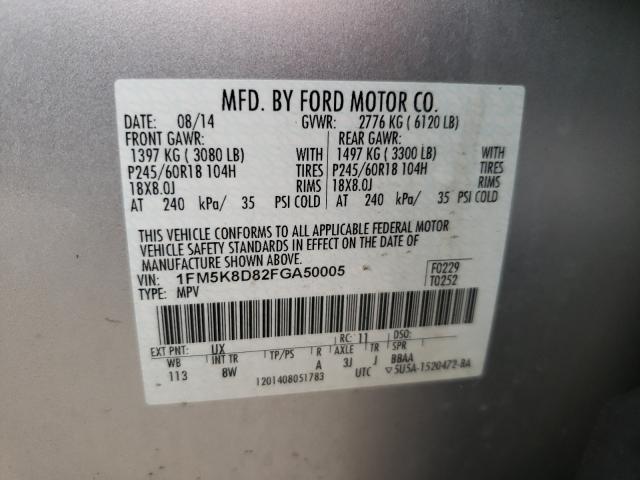 MFD. BY FORD MOTOR CO.
DATE: 08/14 GVWR: 2776 KG ( 6120 LB)
FRONT GAWR: REAR GAWR:
1397 KG ( 3080 LB) WITH 1497 KG ( 3300 LB) WITH
P245/60R18 104H TIRES P245/60R18 104H TIRES
18X8.0J RIMS 18X8.0J RIMS
AT 240 kPa/ 35 PSI COLD AT 240 kPa/ 35 PSI COLD
THIS VEHICLE CONFORMS TO ALL APPLICABLE FEDERAL MOTOR
VEHICLE SAFETY STANDARDS IN EFFECT ON THE DATE OF
MANUFACTURE SHOWN ABOVE.
VIN: 1FM5K8D82FGA50005 F0229
TYPE: MPV T0252
EXT PNT: UX RC: 11 DSO:
WB INT TR TP/PS R AXLE TR SPR
113 8W A 3J J BBAA
1201408051783 UTC ▽5U5A-1520472-BA